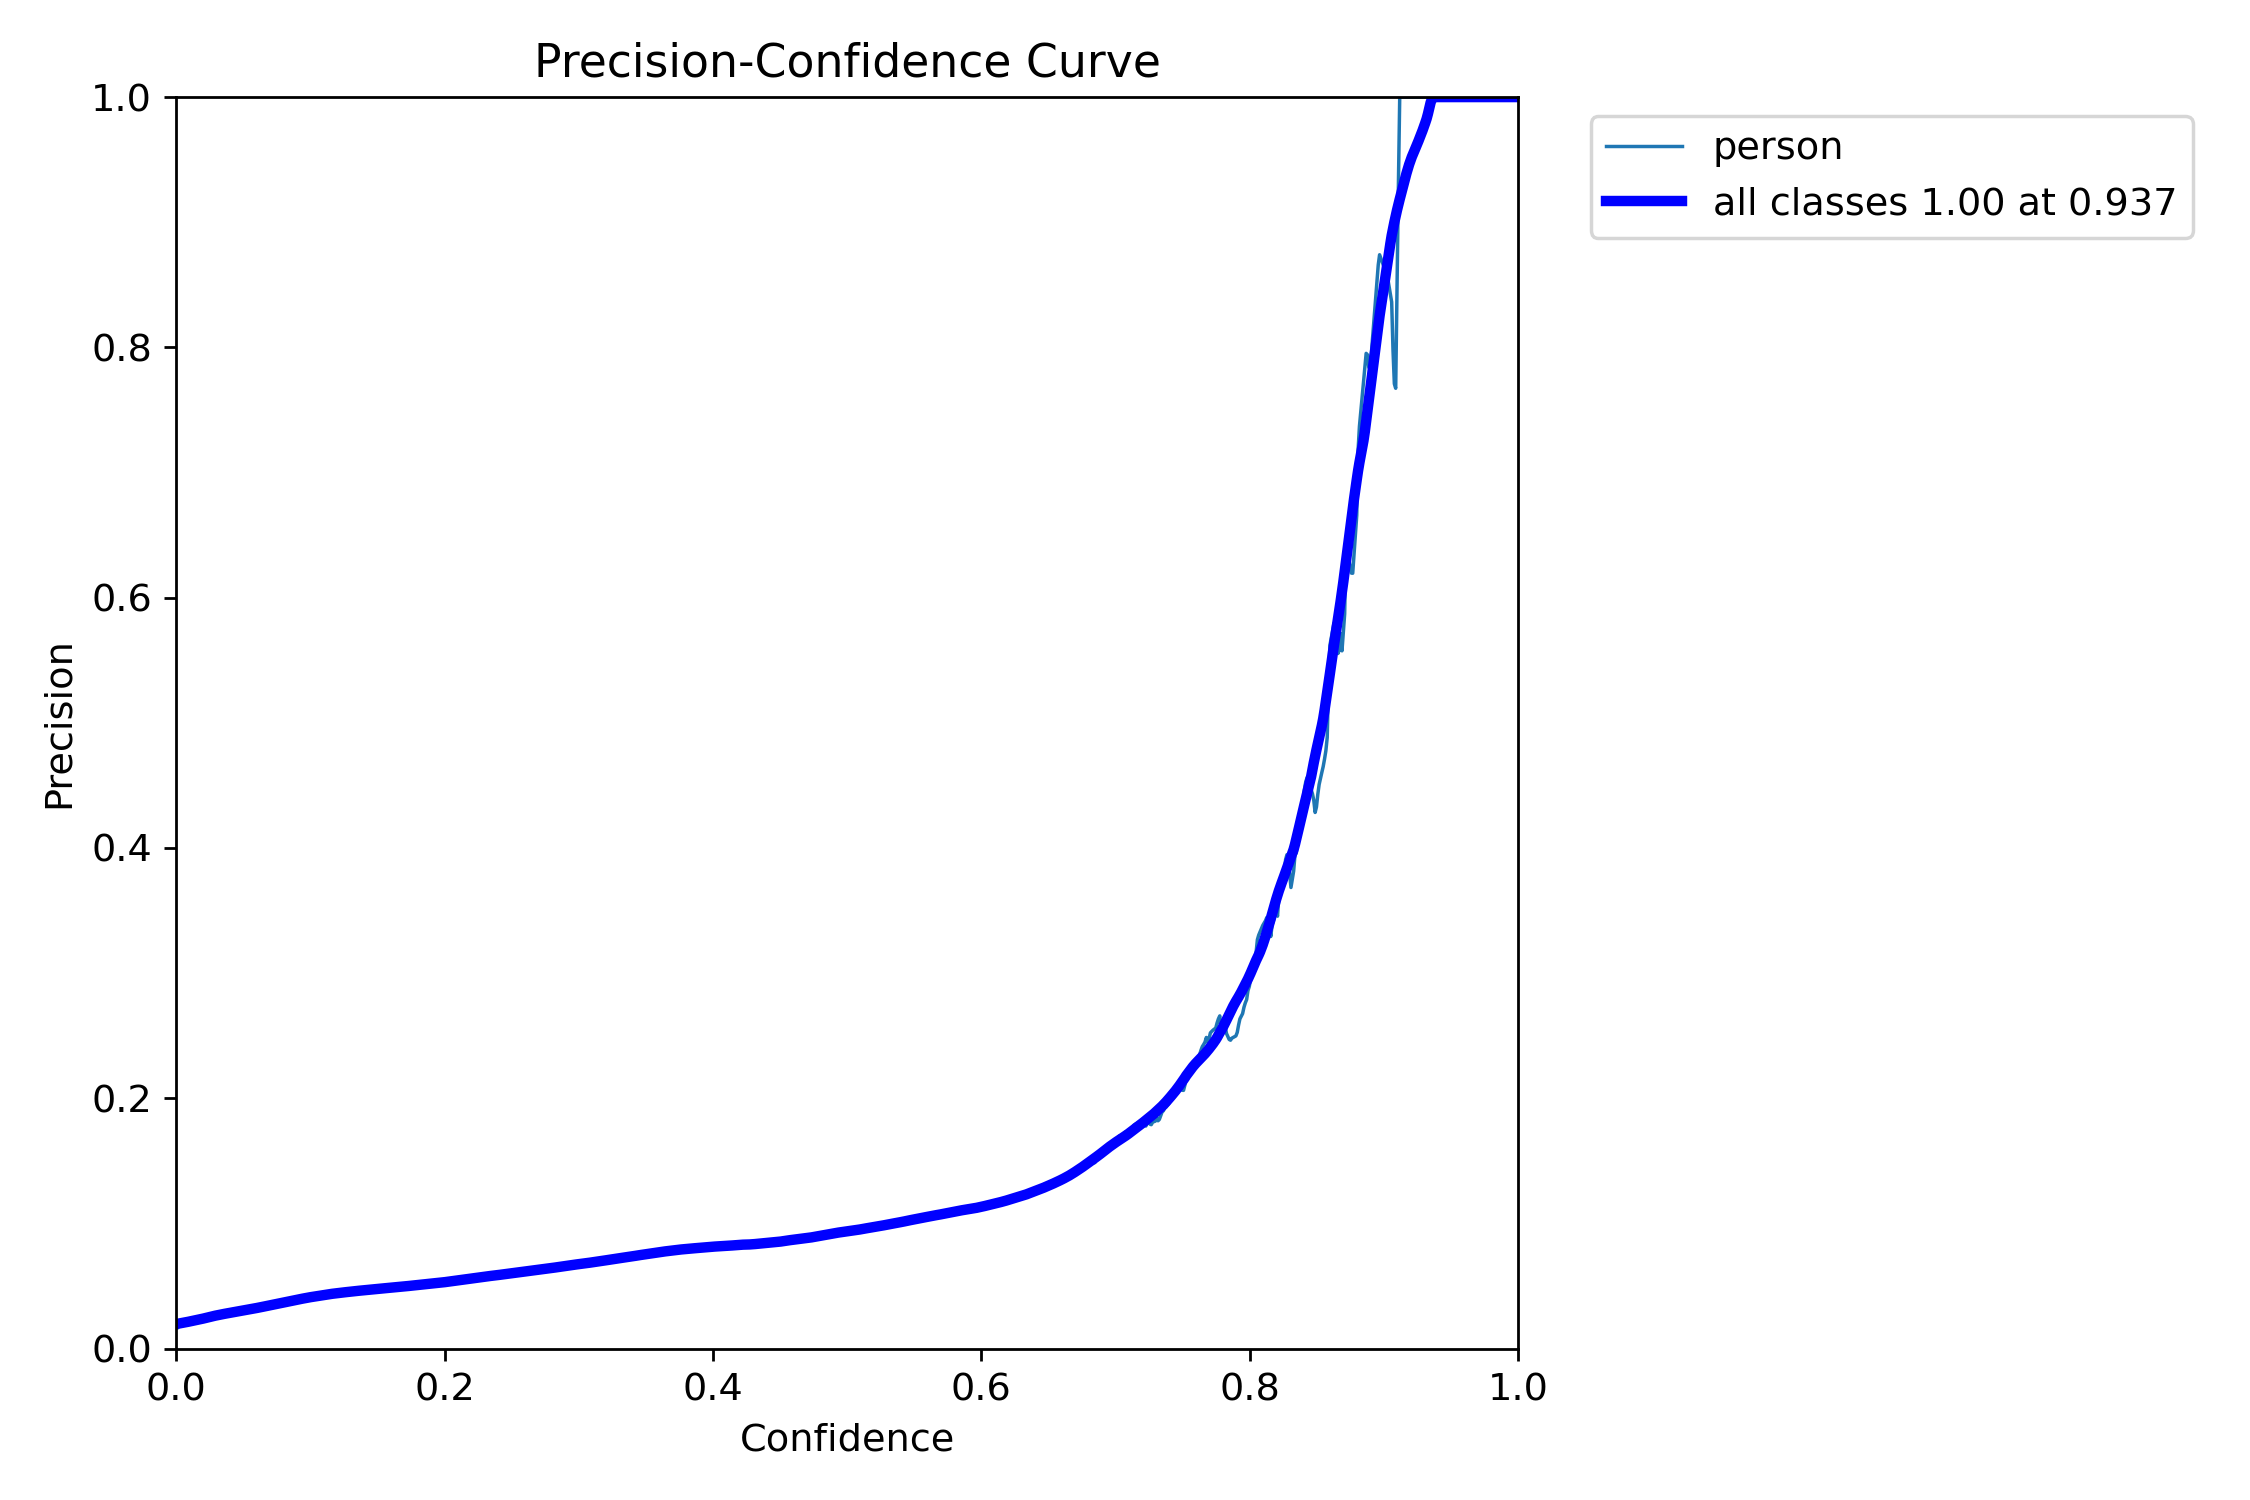 Precision-Confidence Curve
1.0
0.8
0.6
0.4
0.2
0.0
Precision
0.0 0.2 0.4 0.6 0.8 1.0
Confidence
person
all classes 1.00 at 0.937